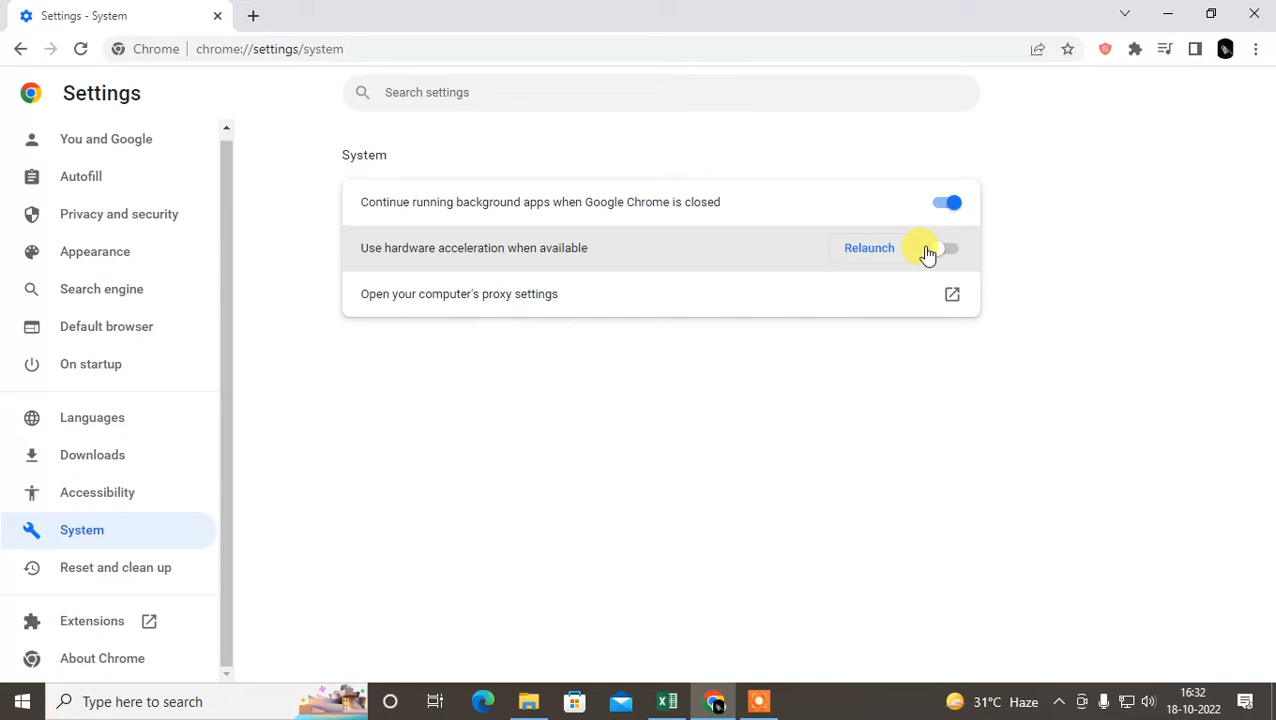 Settings - System
Chrome
chrome://settings/system
Settings
Search settings
You and Google
Autofill
Privacy and security
Appearance
Search engine
Default browser
On startup
Languages
Downloads
Accessibility
System
Reset and clean up
Extensions
About Chrome
System
Continue running background apps when Google Chrome is closed
Use hardware acceleration when available
Relaunch
Open your computer's proxy settings
Type here to search
31°C Haze
16:32
18-10-2022